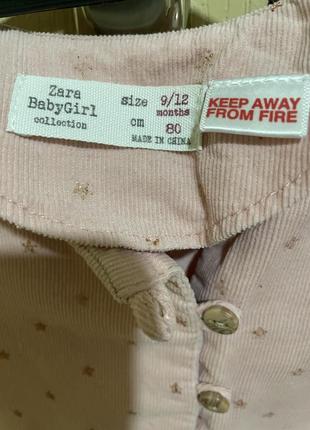 Zara
BabyGirl
collection
size 9/12
months
cm 80
MADE IN CHINA
KEEP AWAY
FROM FIRE